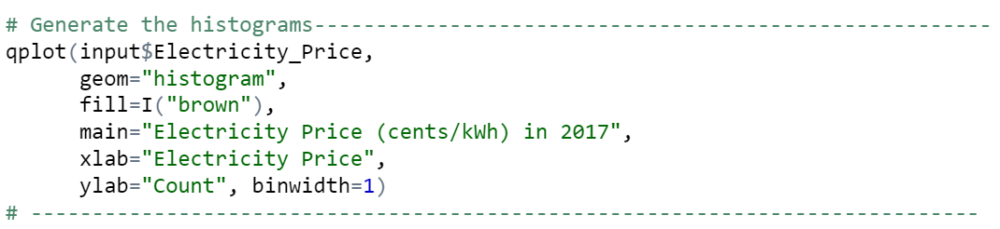 # Generate the histograms-------------------------------------------------------
qplot(input$Electricity_Price,
      geom="histogram",
      fill=I("brown"),
      main="Electricity Price (cents/kWh) in 2017",
      xlab="Electricity Price",
      ylab="Count", binwidth=1)
# -----------------------------------------------------------------------------